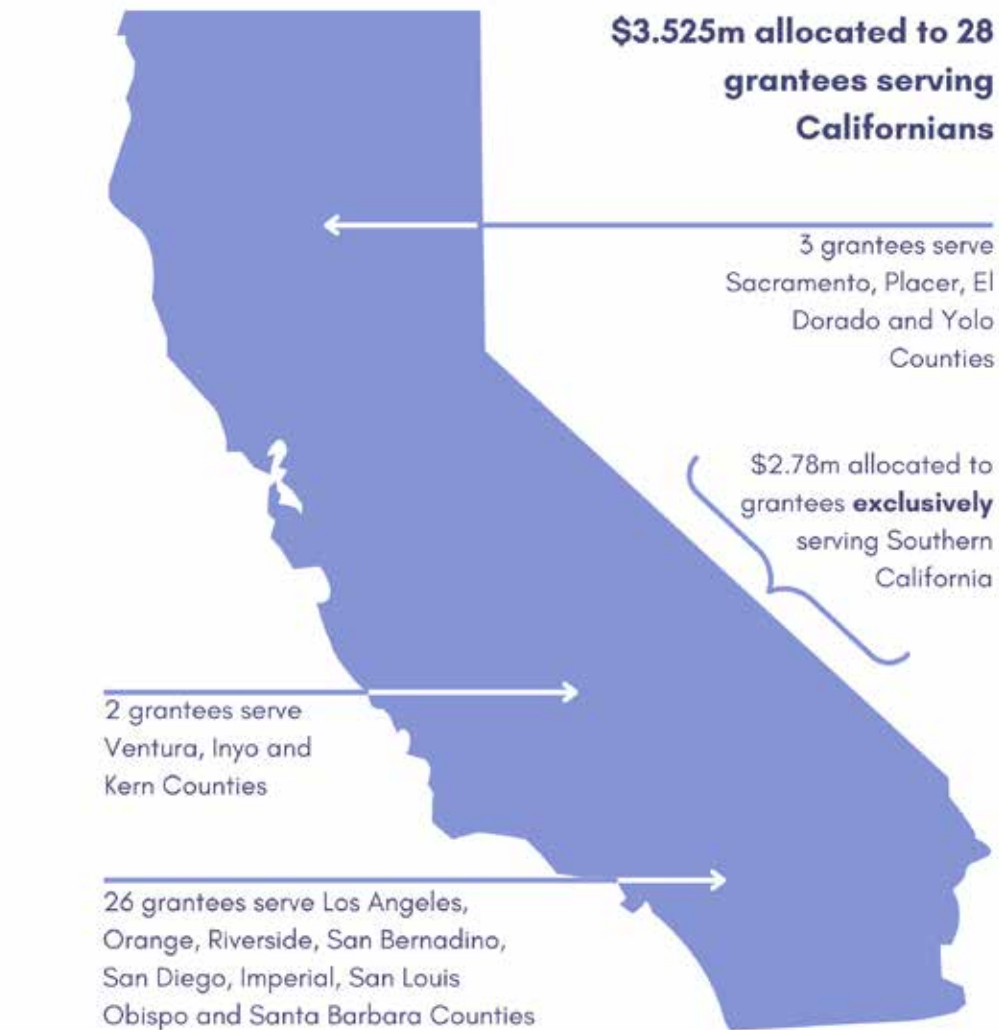 $3.525m allocated to 28
grantees serving
Californians
3 grantees serve
Sacramento, Placer, El
Dorado and Yolo
Counties
$2.78m allocated to
grantees exclusively
serving Southern
California
2 grantees serve
Ventura, Inyo and
Kern Counties
26 grantees serve Los Angeles,
Orange, Riverside, San Bernadino,
San Diego, Imperial, San Louis
Obispo and Santa Barbara Counties